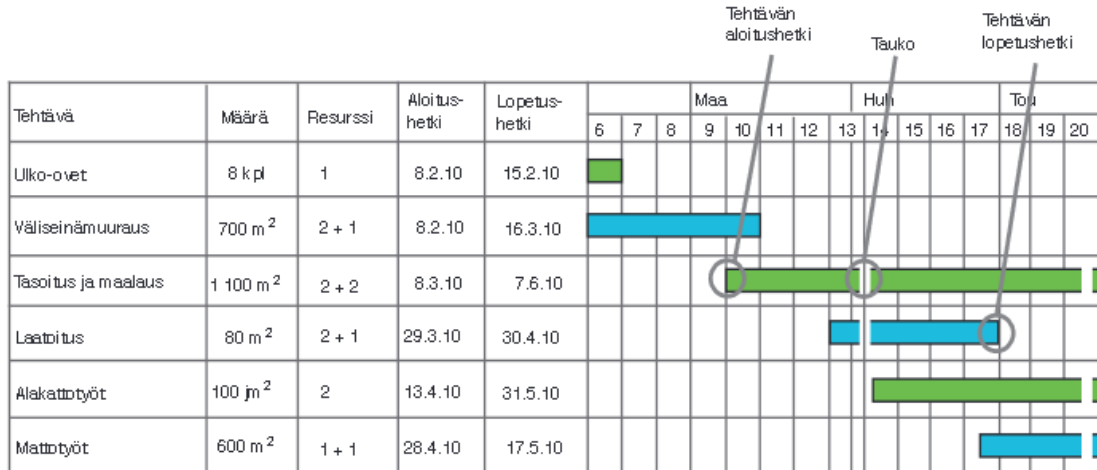 Tehtävän
aloitushetki
Tauko
Tehtävän
lopetushetki
Tehtävä Määrä Resurssi Aloitus-
hetki Lopetus-
hetki Maa Huh Tou
6 7 8 9 10 11 12 13 14 15 16 17 18 19 20
Ulko-ovet 8 kpl 1 8.2.10 15.2.10
Väliseinämuuraus 700 m² 2 + 1 8.2.10 16.3.10
Tasoitus ja maalaus 1 100 m² 2 + 2 8.3.10 7.6.10
Laatoitus 80 m² 2 + 1 29.3.10 30.4.10
Alakattotyöt 100 jm² 2 13.4.10 31.5.10
Mattotyöt 600 m² 1 + 1 28.4.10 17.5.10